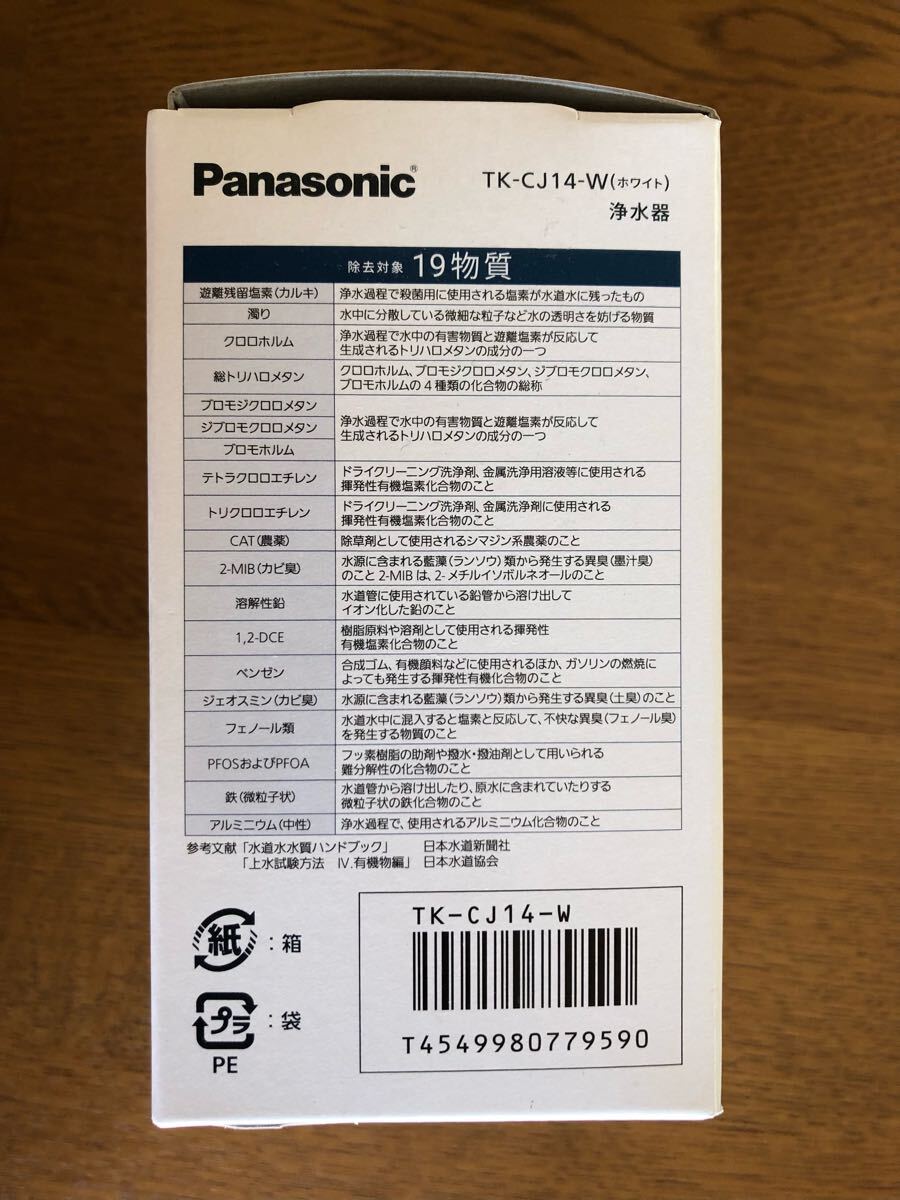 Panasonic®
TK-CJ14-W(ホワイト)
浄水器
除去対象 19物質
遊離残留塩素(カルキ) 浄水過程で殺菌用に使用される塩素が水道水に残ったもの
濁り 水中に分散している微細な粒子など水の透明さを妨げる物質
クロロホルム 浄水過程で水中の有害物質と遊離塩素が反応して
生成されるトリハロメタンの成分の一つ
総トリハロメタン クロロホルム、ブロモジクロロメタン、ジブロモクロロメタン、
ブロモホルムの4種類の化合物の総称
ブロモジクロロメタン
ジブロモクロロメタン
ブロモホルム
浄水過程で水中の有害物質と遊離塩素が反応して
生成されるトリハロメタンの成分の一つ
テトラクロロエチレン ドライクリーニング洗浄剤、金属洗浄用溶液等に使用される
揮発性有機塩素化合物のこと
トリクロロエチレン ドライクリーニング洗浄剤、金属洗浄剤に使用される
揮発性有機塩素化合物のこと
CAT(農薬) 除草剤として使用されるシマジン系農薬のこと
2-MIB(カビ臭) 水源に含まれる藍藻(ランソウ)類から発生する異臭(墨汁臭)
のこと 2-MIBは、2-メチルイソボルネオールのこと
溶解性鉛 水道管に使用されている鉛管から溶け出して
イオン化した鉛のこと
1,2-DCE 樹脂原料や溶剤として使用される揮発性
有機塩素化合物のこと
ベンゼン 合成ゴム、有機顔料などに使用されるほか、ガソリンの燃焼に
よっても発生する揮発性有機化合物のこと
ジェオスミン(カビ臭) 水源に含まれる藍藻(ランソウ)類から発生する異臭(土臭)のこと
フェノール類 水道水中に混入すると塩素と反応して、不快な異臭(フェノール臭)
を発生する物質のこと
PFOSおよびPFOA フッ素樹脂の助剤や撥水・撥油剤として用いられる
難分解性の化合物のこと
鉄(微粒子状) 水道管から溶け出したり、原水に含まれていたりする
微粒子状の鉄化合物のこと
アルミニウム(中性) 浄水過程で、使用されるアルミニウム化合物のこと
参考文献「水道水水質ハンドブック」 日本水道新聞社
「上水試験方法 Ⅳ.有機物編」 日本水道協会
紙 : 箱
プラ : 袋
PE
TK-CJ14-W
T4549980779590